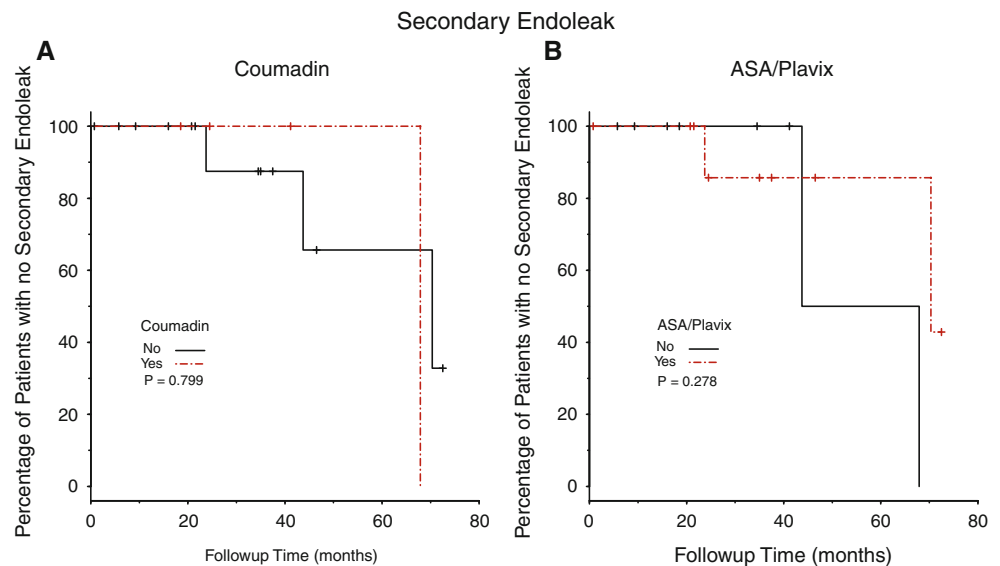 Secondary Endoleak
A
Coumadin
Percentage of Patients with no Secondary Endoleak
100
80
60
40
20
0
Coumadin
No
Yes
P = 0.799
0 20 40 60 80
Followup Time (months)
B
ASA/Plavix
Percentage of Patients with no Secondary Endoleak
100
80
60
40
20
0
ASA/Plavix
No
Yes
P = 0.278
0 20 40 60 80
Followup Time (months)